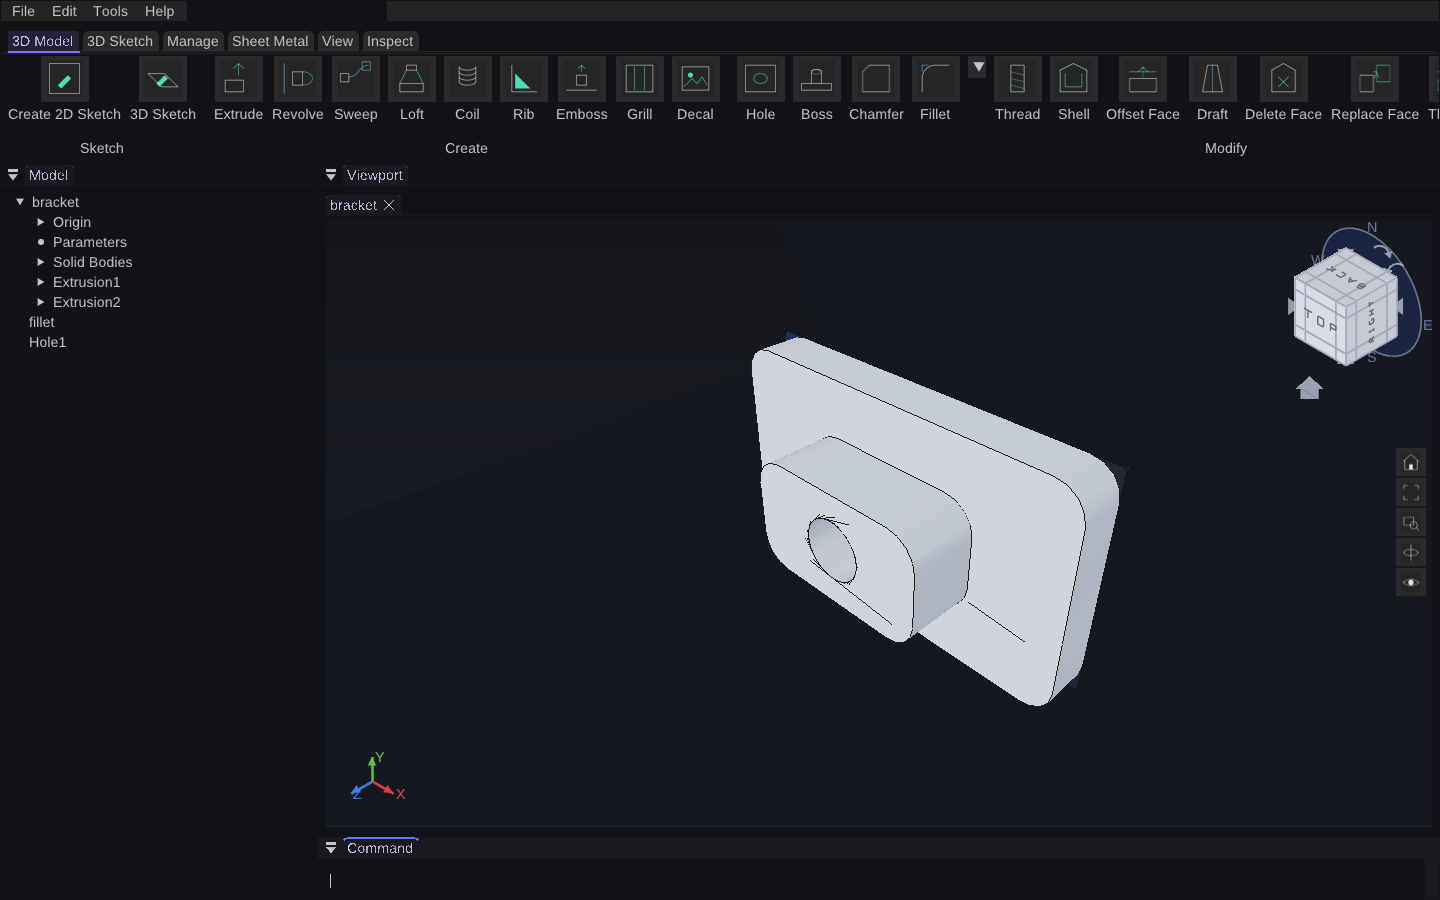 File Edit Tools Help
3D Model 3D Sketch Manage Sheet Metal View Inspect
Create 2D Sketch 3D Sketch Extrude Revolve Sweep Loft Coil Rib Emboss Grill Decal Hole Boss Chamfer Fillet Thread Shell Offset Face Draft Delete Face Replace Face
Sketch Create Modify
Model Viewport
bracket
bracket
Origin
Parameters
Solid Bodies
Extrusion1
Extrusion2
fillet
Hole1
N
W
BACK
TOP
RIGHT
E
S
Y
Z
X
Command